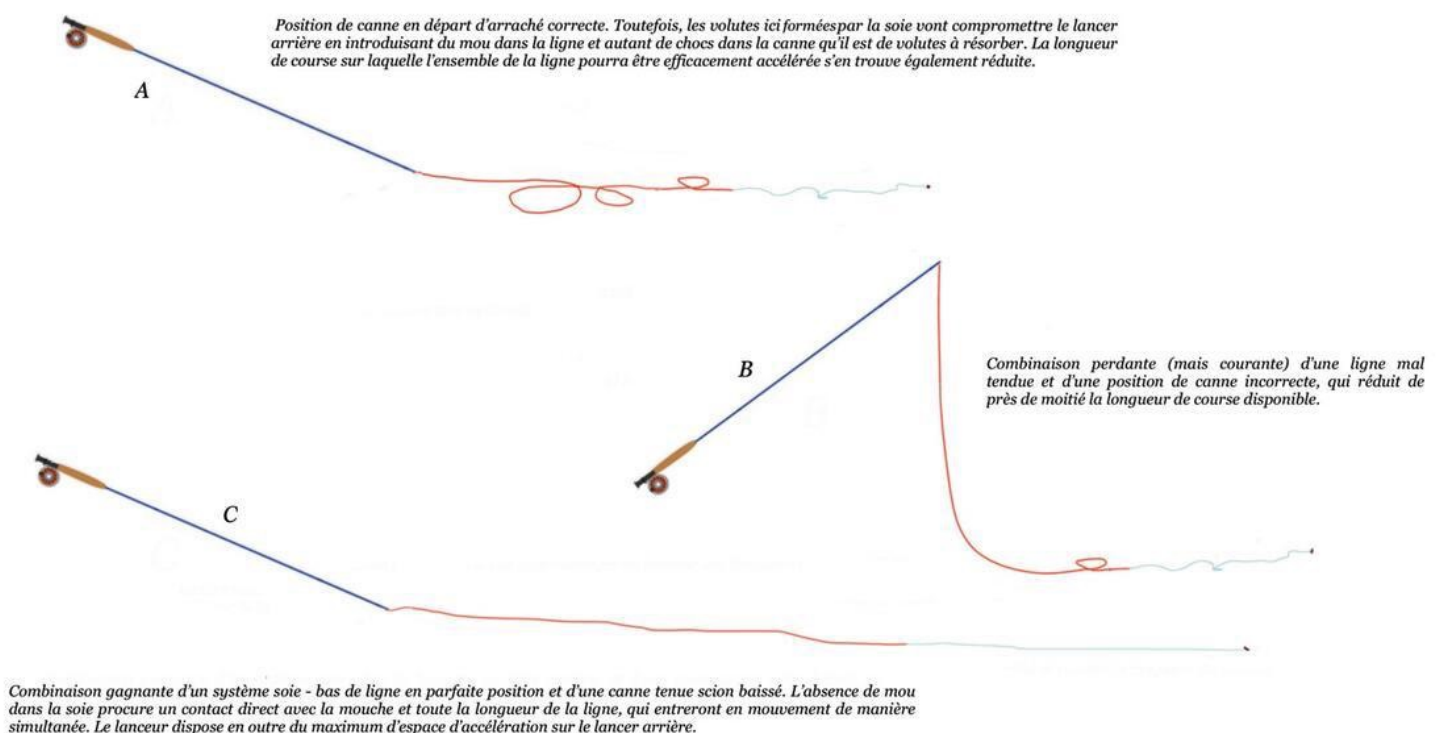 Position de canne en départ d'arraché correcte. Toutefois, les volutes ici forméespar la soie vont compromettre le lancer
arrière en introduisant du mou dans la ligne et autant de chocs dans la canne qu'il est de volutes à résorber. La longueur
de course sur laquelle l'ensemble de la ligne pourra être efficacement accélérée s'en trouve également réduite.
A
B
Combinaison perdante (mais courante) d'une ligne mal
tendue et d'une position de canne incorrecte, qui réduit de
près de moitié la longueur de course disponible.
C
Combinaison gagnante d'un système soie - bas de ligne en parfaite position et d'une canne tenue scion baissé. L'absence de mou
dans la soie procure un contact direct avec la mouche et toute la longueur de la ligne, qui entreront en mouvement de manière
simultanée. Le lanceur dispose en outre du maximum d'espace d'accélération sur le lancer arrière.